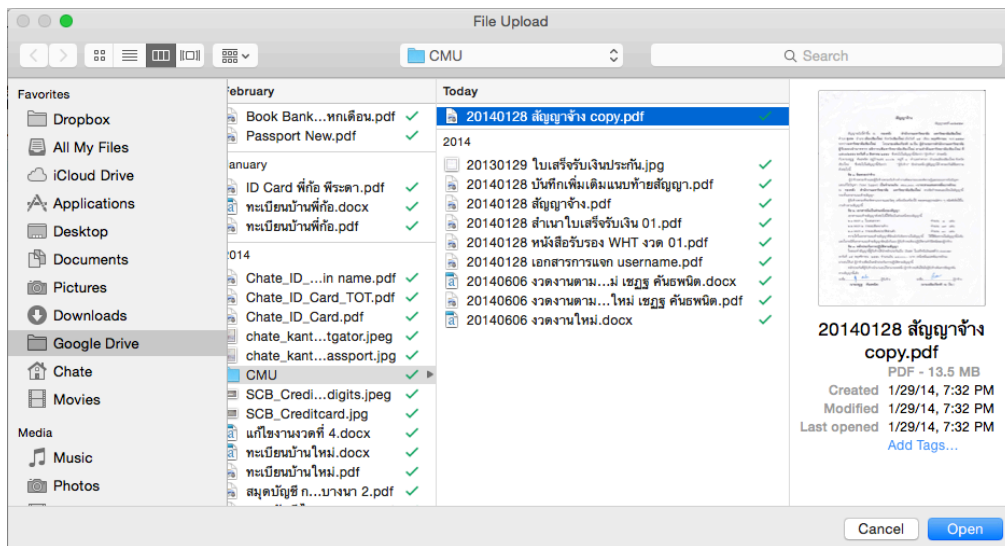 File Upload
CMU
Search
Favorites
Dropbox
All My Files
iCloud Drive
Applications
Desktop
Documents
Pictures
Downloads
Google Drive
Chate
Movies
Media
Music
Photos
February
Book Bank...หกเดือน.pdf
Passport New.pdf
January
ID Card พี่ก้อ พีระดา.pdf
ทะเบียนบ้านพี่ก้อ.docx
ทะเบียนบ้านพี่ก้อ.pdf
2014
Chate_ID_...in name.pdf
Chate_ID_Card_TOT.pdf
Chate_ID_Card.pdf
chate_kant...tgator.jpeg
chate_kant...assport.jpg
CMU
SCB_Credi...digits.jpeg
SCB_Creditcard.jpg
แก้ไขงานงวดที่ 4.docx
ทะเบียนบ้านใหม่.docx
ทะเบียนบ้านใหม่.pdf
สมุดบัญชี ก...บางนา 2.pdf
Today
20140128 สัญญาจ้าง copy.pdf
2014
20130129 ใบเสร็จรับเงินประกัน.jpg
20140128 บันทึกเพิ่มเติมแนบท้ายสัญญา.pdf
20140128 สัญญาจ้าง.pdf
20140128 สำเนาใบเสร็จรับเงิน 01.pdf
20140128 หนังสือรับรอง WHT งวด 01.pdf
20140128 เอกสารการแจก username.pdf
20140606 งวดงานตาม...ม่ เชฏฐ คันธพนิต.docx
20140606 งวดงานตาม...ใหม่ เชฏฐ คันธพนิต.pdf
20140606 งวดงานใหม่.docx
สัญญาจ้าง
20140128 สัญญาจ้าง
copy.pdf
PDF - 13.5 MB
Created 1/29/14, 7:32 PM
Modified 1/29/14, 7:32 PM
Last opened 1/29/14, 7:32 PM
Add Tags...
Cancel
Open